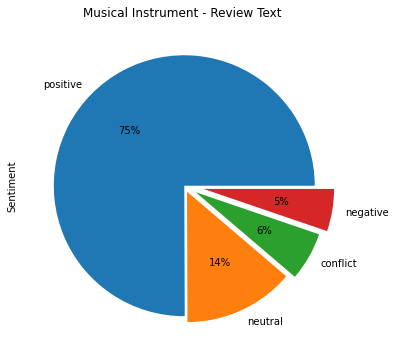 Musical Instrument - Review Text
positive
75%
Sentiment
5%
negative
6%
conflict
14%
neutral